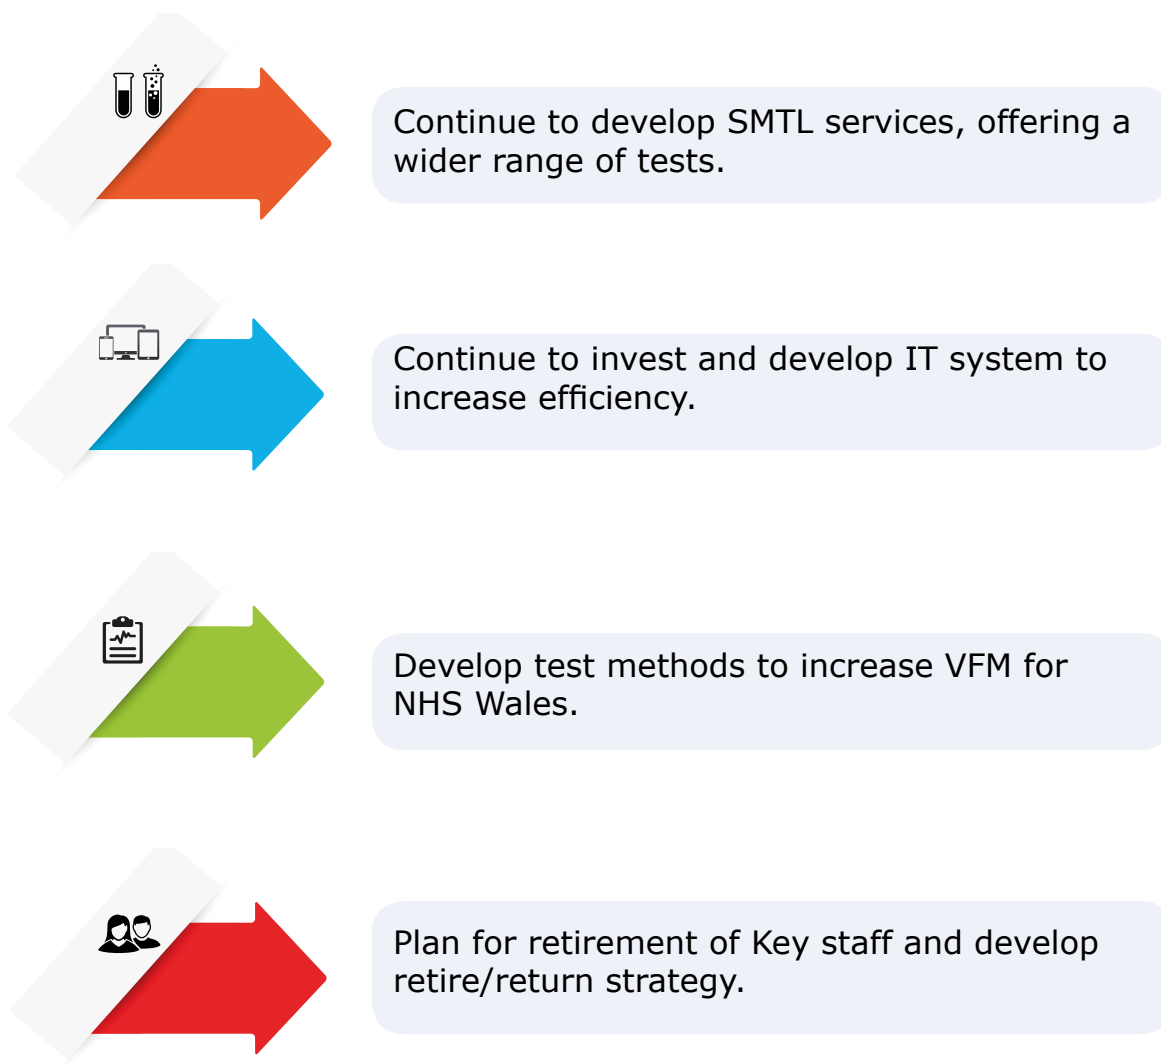 Continue to develop SMTL services, offering a
wider range of tests.
Continue to invest and develop IT system to
increase efficiency.
Develop test methods to increase VFM for
NHS Wales.
Plan for retirement of Key staff and develop
retire/return strategy.